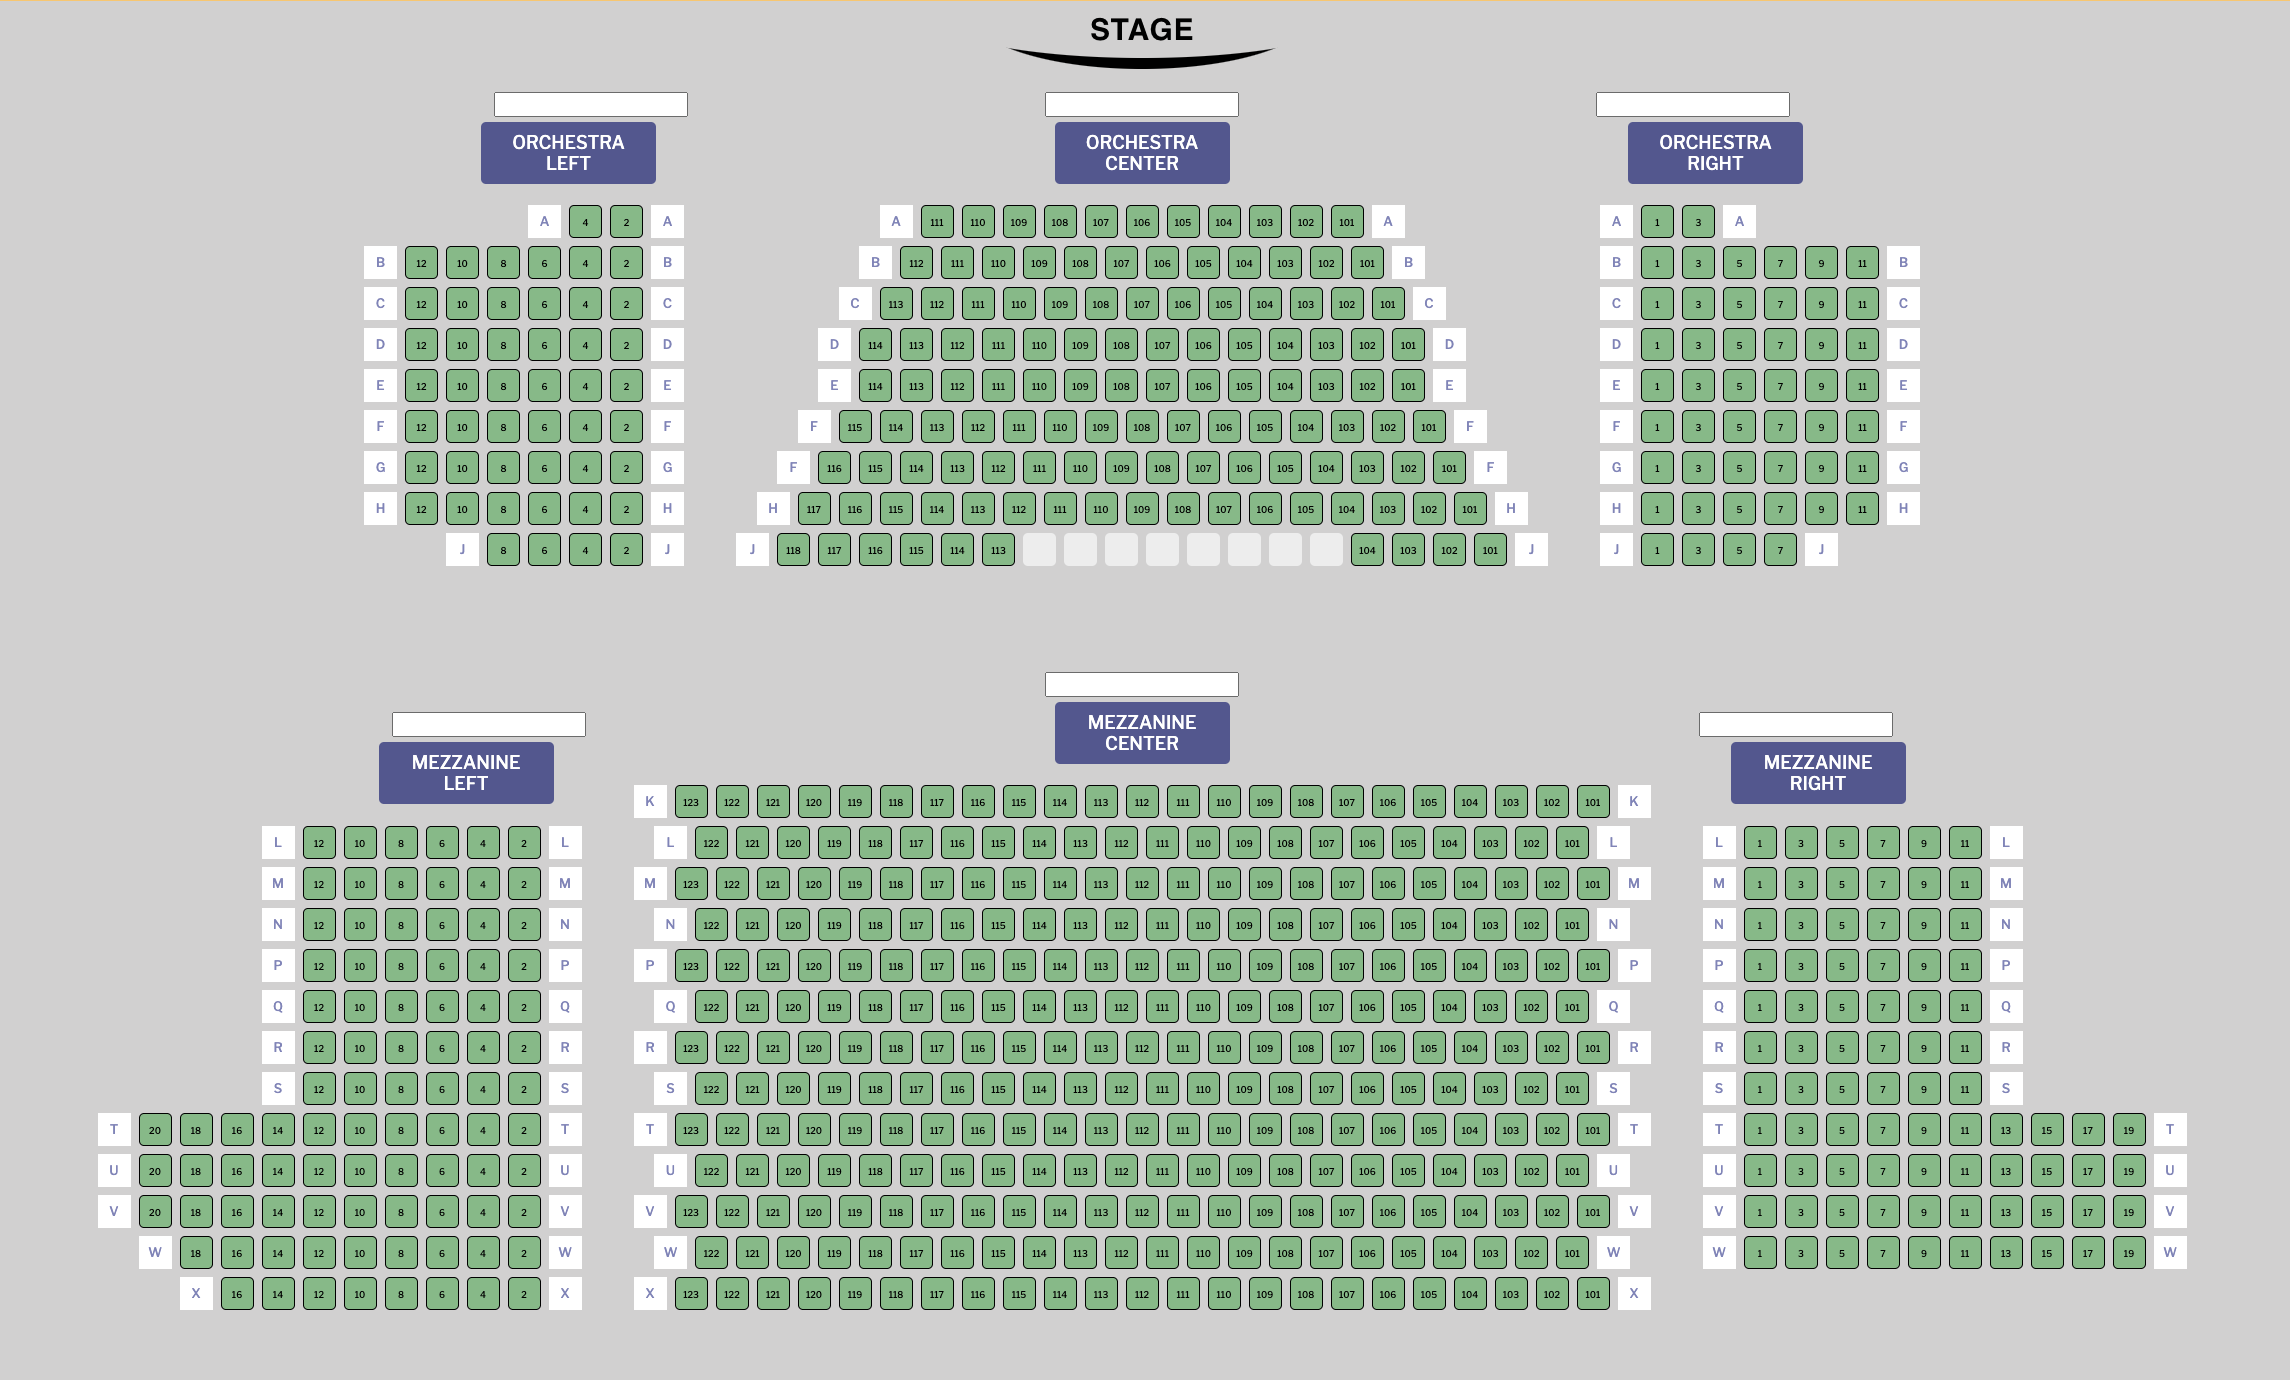 STAGE
ORCHESTRA
LEFT
ORCHESTRA
CENTER
ORCHESTRA
RIGHT
A 4 2 A A 111 110 109 108 107 106 105 104 103 102 101 A A 1 3 A
B 12 10 8 6 4 2 B B 112 111 110 109 108 107 106 105 104 103 102 101 B B 1 3 5 7 9 11 B
C 12 10 8 6 4 2 C C 113 112 111 110 109 108 107 106 105 104 103 102 101 C C 1 3 5 7 9 11 C
D 12 10 8 6 4 2 D D 114 113 112 111 110 109 108 107 106 105 104 103 102 101 D D 1 3 5 7 9 11 D
E 12 10 8 6 4 2 E E 114 113 112 111 110 109 108 107 106 105 104 103 102 101 E E 1 3 5 7 9 11 E
F 12 10 8 6 4 2 F F 115 114 113 112 111 110 109 108 107 106 105 104 103 102 101 F F 1 3 5 7 9 11 F
G 12 10 8 6 4 2 G F 116 115 114 113 112 111 110 109 108 107 106 105 104 103 102 101 F G 1 3 5 7 9 11 G
H 12 10 8 6 4 2 H H 117 116 115 114 113 112 111 110 109 108 107 106 105 104 103 102 101 H H 1 3 5 7 9 11 H
J 8 6 4 2 J J 118 117 116 115 114 113 104 103 102 101 J J 1 3 5 7 J
MEZZANINE
CENTER
MEZZANINE
LEFT
MEZZANINE
RIGHT
K 123 122 121 120 119 118 117 116 115 114 113 112 111 110 109 108 107 106 105 104 103 102 101 K
L 12 10 8 6 4 2 L L 122 121 120 119 118 117 116 115 114 113 112 111 110 109 108 107 106 105 104 103 102 101 L L 1 3 5 7 9 11 L
M 12 10 8 6 4 2 M M 123 122 121 120 119 118 117 116 115 114 113 112 111 110 109 108 107 106 105 104 103 102 101 M M 1 3 5 7 9 11 M
N 12 10 8 6 4 2 N N 122 121 120 119 118 117 116 115 114 113 112 111 110 109 108 107 106 105 104 103 102 101 N N 1 3 5 7 9 11 N
P 12 10 8 6 4 2 P P 123 122 121 120 119 118 117 116 115 114 113 112 111 110 109 108 107 106 105 104 103 102 101 P P 1 3 5 7 9 11 P
Q 12 10 8 6 4 2 Q Q 122 121 120 119 118 117 116 115 114 113 112 111 110 109 108 107 106 105 104 103 102 101 Q Q 1 3 5 7 9 11 Q
R 12 10 8 6 4 2 R R 123 122 121 120 119 118 117 116 115 114 113 112 111 110 109 108 107 106 105 104 103 102 101 R R 1 3 5 7 9 11 R
S 12 10 8 6 4 2 S S 122 121 120 119 118 117 116 115 114 113 112 111 110 109 108 107 106 105 104 103 102 101 S S 1 3 5 7 9 11 S
T 20 18 16 14 12 10 8 6 4 2 T T 123 122 121 120 119 118 117 116 115 114 113 112 111 110 109 108 107 106 105 104 103 102 101 T T 1 3 5 7 9 11 13 15 17 19 T
U 20 18 16 14 12 10 8 6 4 2 U U 122 121 120 119 118 117 116 115 114 113 112 111 110 109 108 107 106 105 104 103 102 101 U U 1 3 5 7 9 11 13 15 17 19 U
V 20 18 16 14 12 10 8 6 4 2 V V 123 122 121 120 119 118 117 116 115 114 113 112 111 110 109 108 107 106 105 104 103 102 101 V V 1 3 5 7 9 11 13 15 17 19 V
W 18 16 14 12 10 8 6 4 2 W W 122 121 120 119 118 117 116 115 114 113 112 111 110 109 108 107 106 105 104 103 102 101 W W 1 3 5 7 9 11 13 15 17 19 W
X 16 14 12 10 8 6 4 2 X X 123 122 121 120 119 118 117 116 115 114 113 112 111 110 109 108 107 106 105 104 103 102 101 X